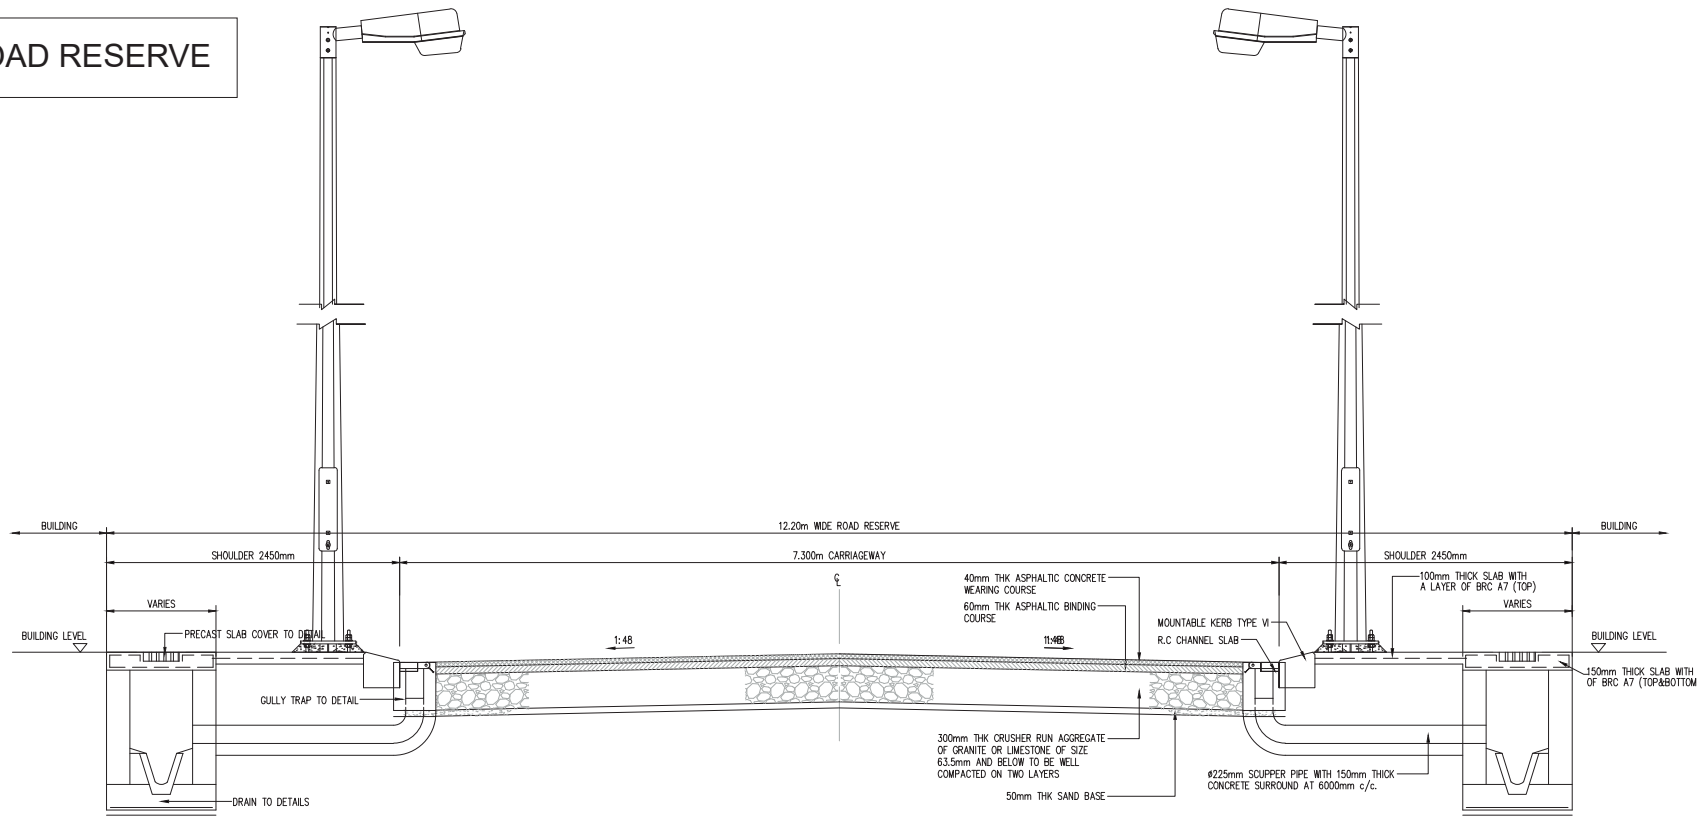 OAD RESERVE
BUILDING
12.20m WIDE ROAD RESERVE
BUILDING
SHOULDER 2450mm
7.300m CARRIAGEWAY
SHOULDER 2450mm
40mm THK ASPHALTIC CONCRETE
WEARING COURSE
60mm THK ASPHALTIC BINDING
COURSE
100mm THICK SLAB WITH
A LAYER OF BRC A7 (TOP)
VARIES
VARIES
BUILDING LEVEL
PRECAST SLAB COVER TO DETAIL
1:48
MOUNTABLE KERB TYPE VI
R.C CHANNEL SLAB
BUILDING LEVEL
150mm THICK SLAB WITH
OF BRC A7 (TOP&BOTTOM
GULLY TRAP TO DETAIL
300mm THK CRUSHER RUN AGGREGATE
OF GRANITE OR LIMESTONE OF SIZE
63.5mm AND BELOW TO BE WELL
COMPACTED ON TWO LAYERS
50mm THK SAND BASE
ø225mm SCUPPER PIPE WITH 150mm THICK
CONCRETE SURROUND AT 6000mm c/c.
DRAIN TO DETAILS